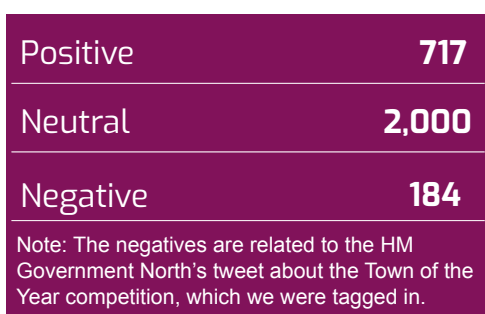 Positive 717
Neutral 2,000
Negative 184
Note: The negatives are related to the HM
Government North's tweet about the Town of the
Year competition, which we were tagged in.